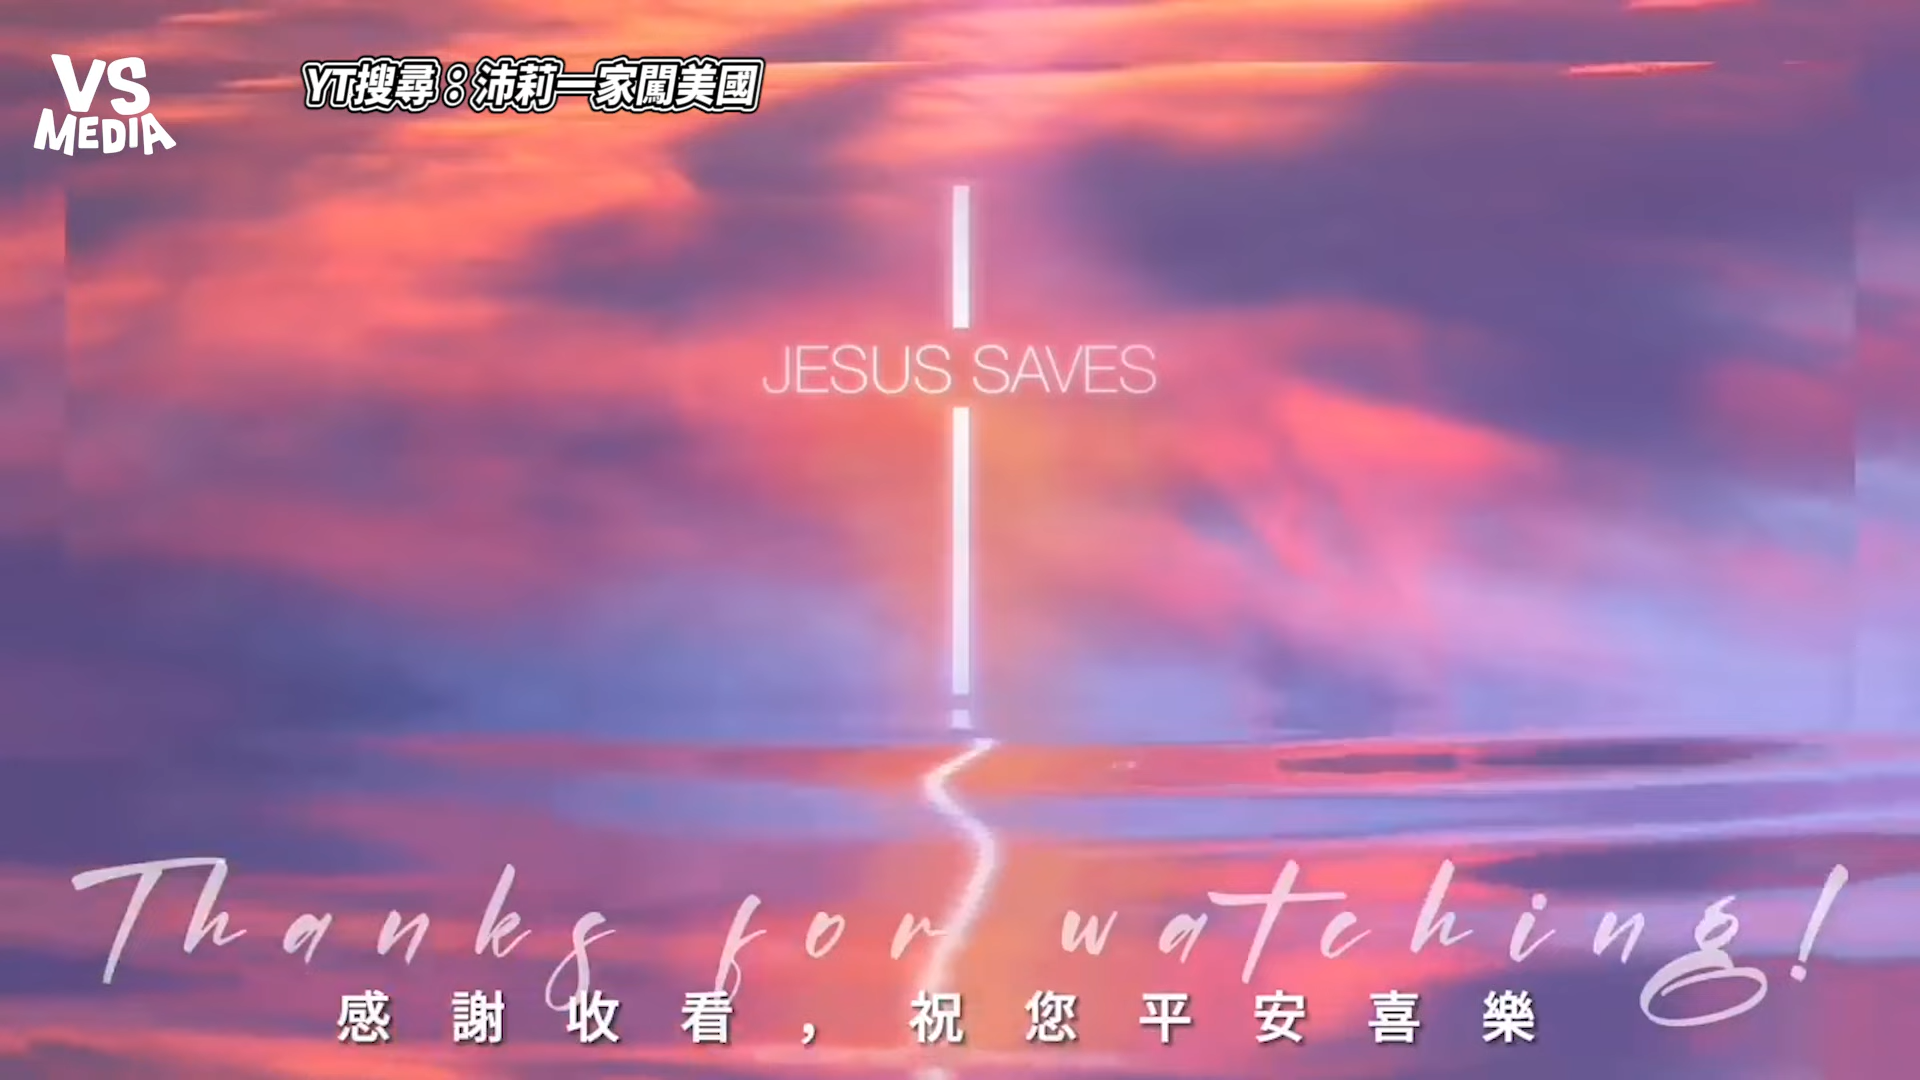 VS
MEDIA
YT搜尋：沛莉一家闖美國
JESUS SAVES
Thanks for watching!
感謝收看，祝您平安喜樂